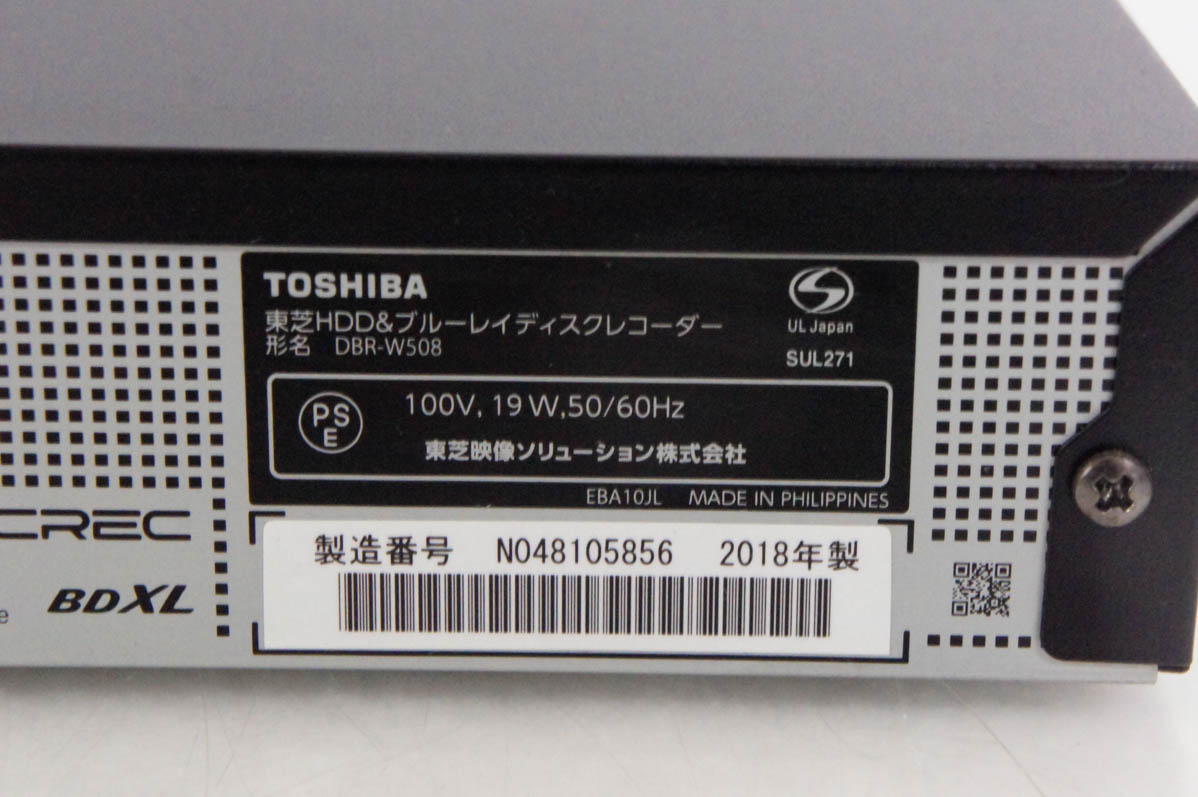 TOSHIBA
東芝HDD&ブルーレイディスクレコーダー
形名 DBR-W508
UL Japan
SUL271
PS
E
100V, 19W,50/60Hz
東芝映像ソリューション株式会社
EBA10JL MADE IN PHILIPPINES
製造番号 N048105856 2018年製
CREC
BDXL
e